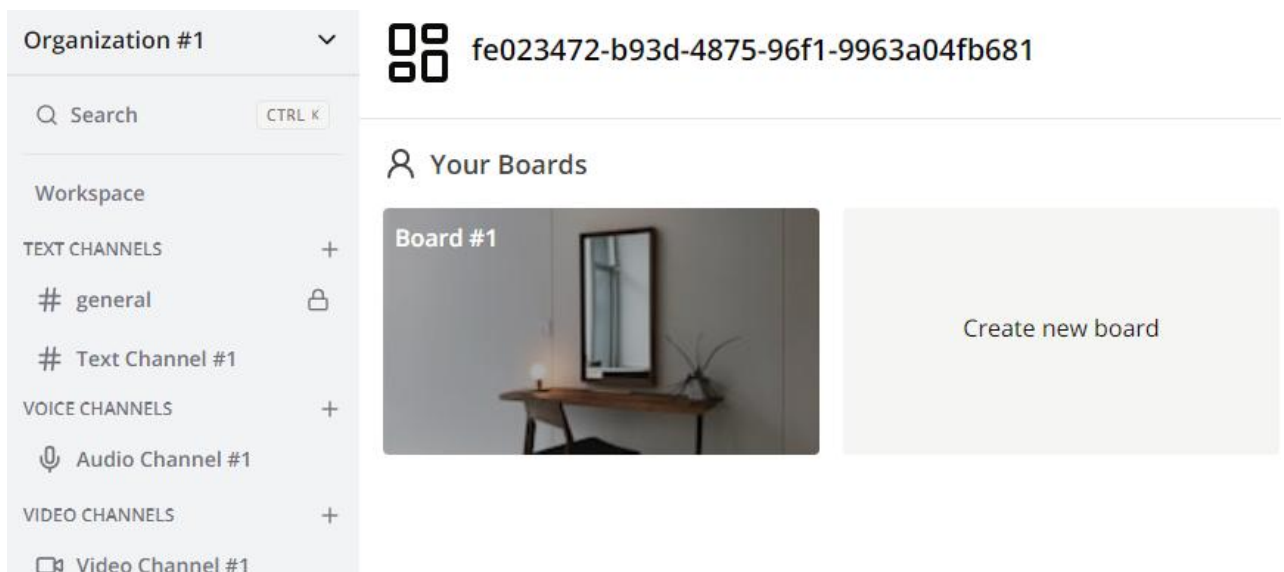 Organization #1
Search
CTRL K
Workspace
TEXT CHANNELS
general
Text Channel #1
VOICE CHANNELS
Audio Channel #1
VIDEO CHANNELS
Video Channel #1
fe023472-b93d-4875-96f1-9963a04fb681
Your Boards
Board #1
Create new board